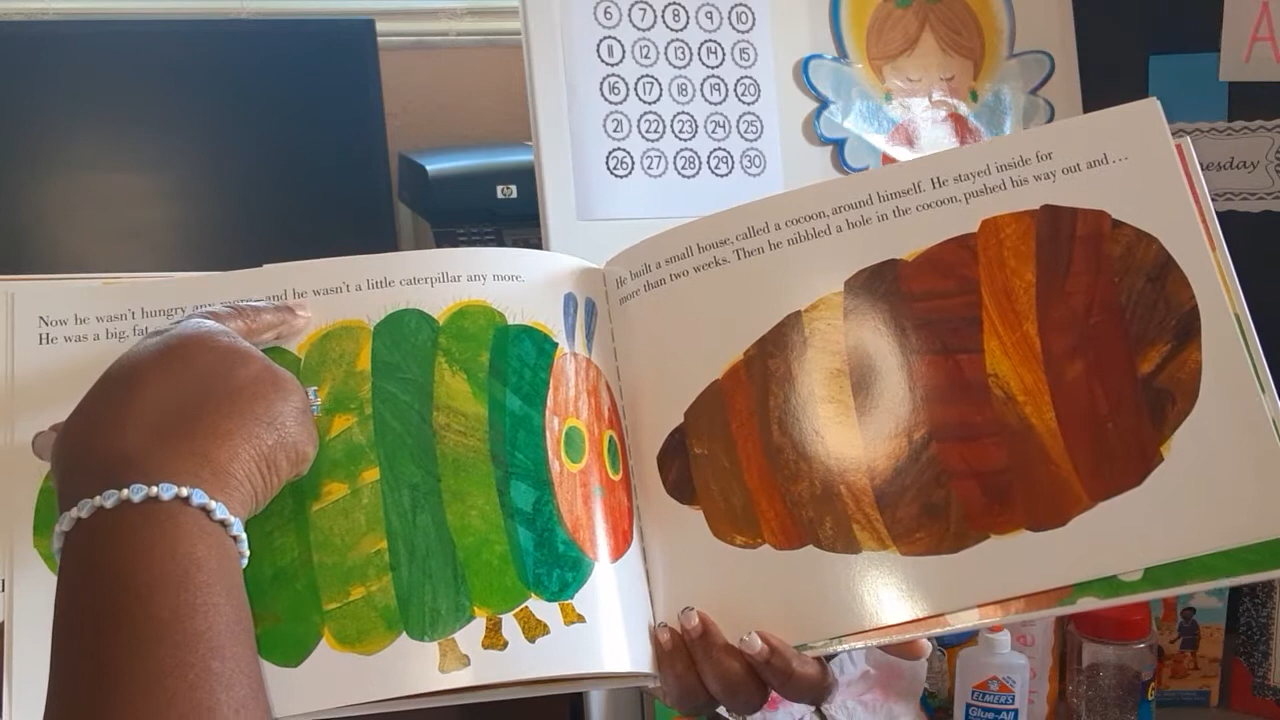 6 7 8 9 10
11 12 13 14 15
16 17 18 19 20
21 22 23 24 25
26 27 28 29 30
hp
A
nesday
Now he wasn't hungry any more—and he wasn't a little caterpillar any more.
He was a big, fat
He built a small house, called a cocoon, around himself. He stayed inside for
more than two weeks. Then he nibbled a hole in the cocoon, pushed his way out and...
ELMER'S
Glue-All